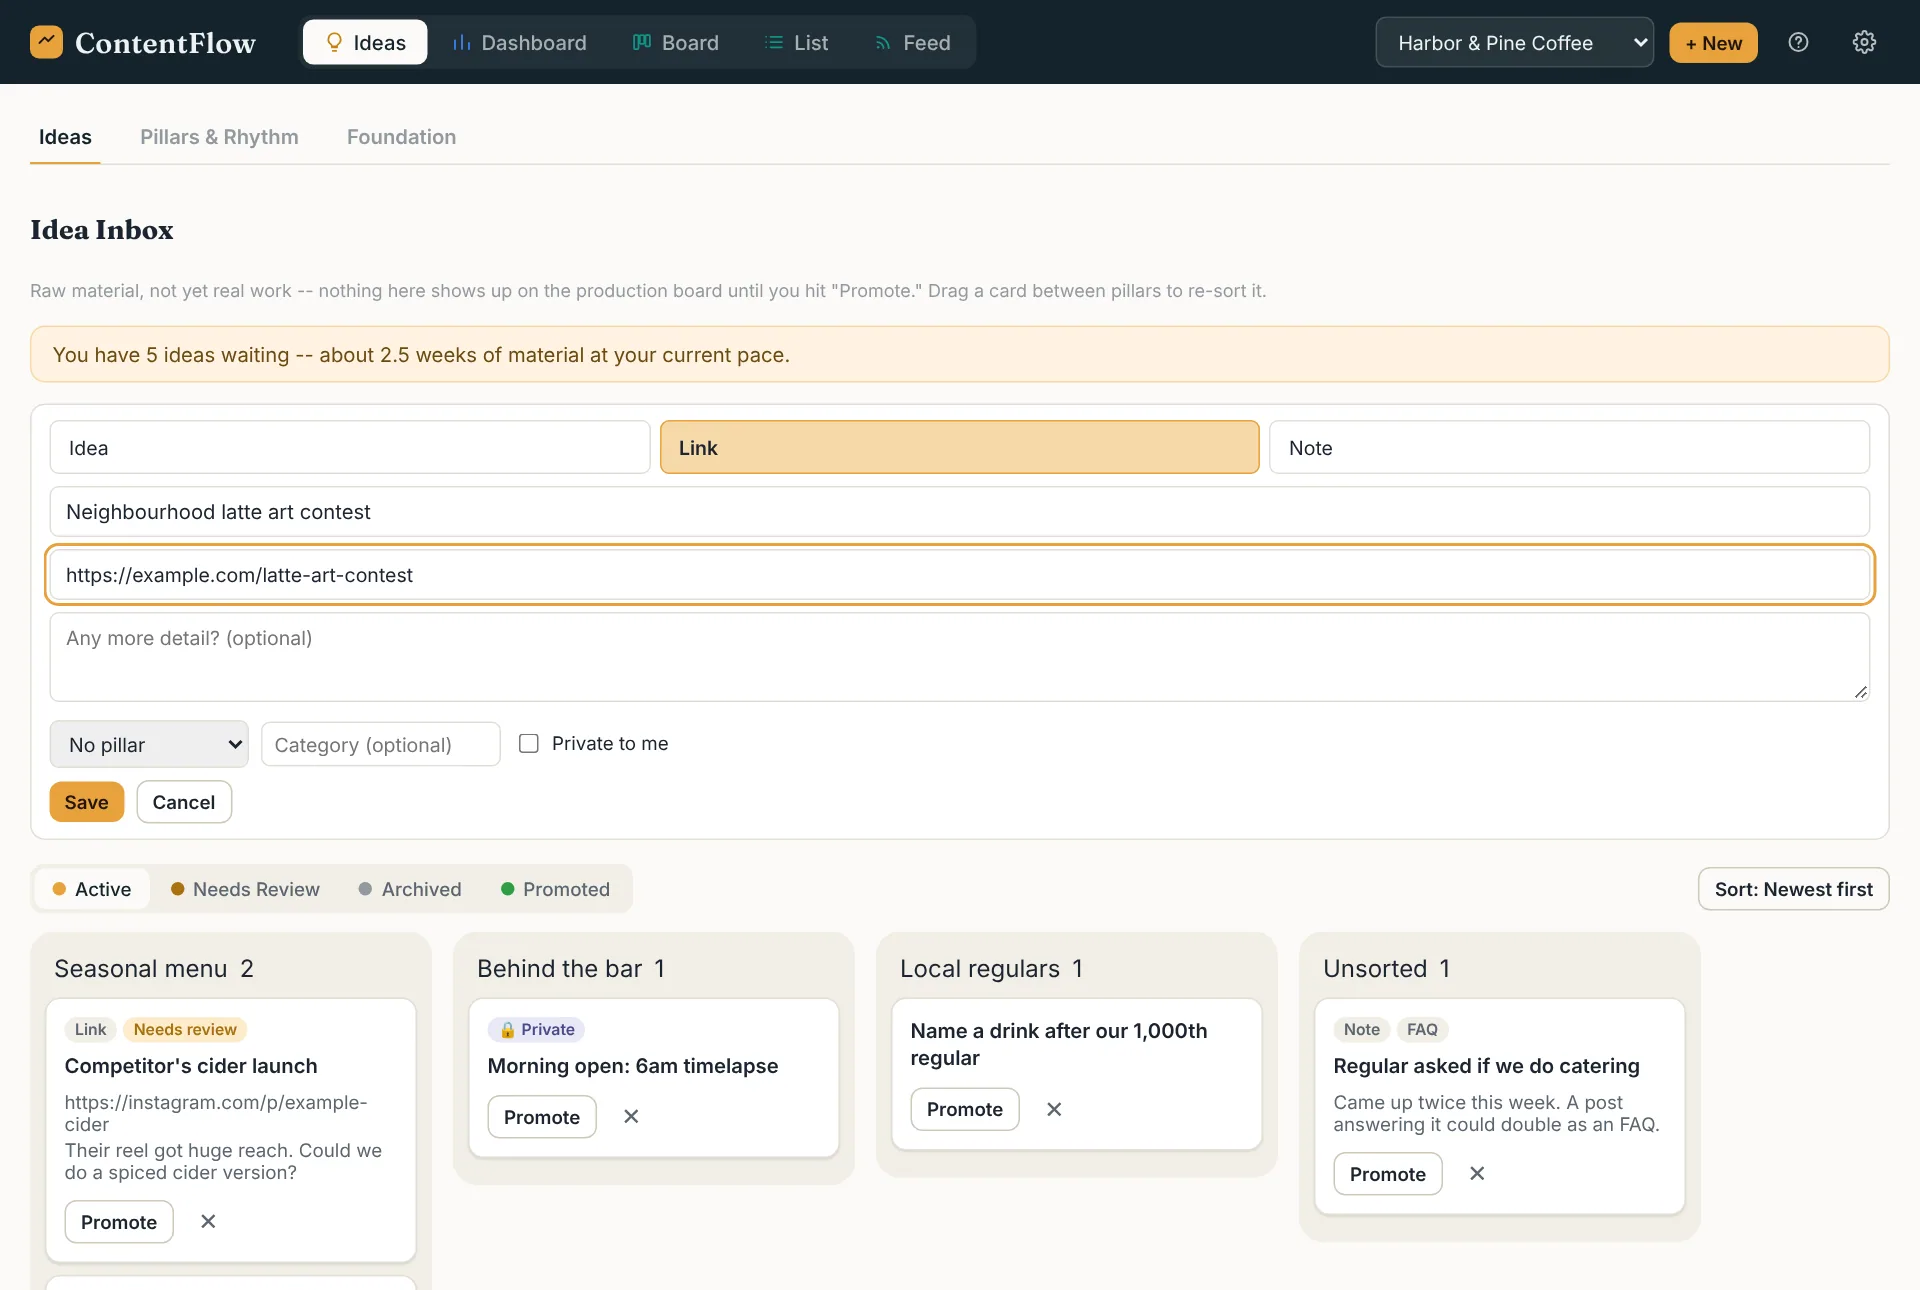 ContentFlow
Ideas
Dashboard
Board
List
Feed
Harbor & Pine Coffee
+ New
Ideas
Pillars & Rhythm
Foundation
Idea Inbox
Raw material, not yet real work -- nothing here shows up on the production board until you hit "Promote." Drag a card between pillars to re-sort it.
You have 5 ideas waiting -- about 2.5 weeks of material at your current pace.
Idea
Link
Note
Neighbourhood latte art contest
https://example.com/latte-art-contest
Any more detail? (optional)
No pillar
Category (optional)
Private to me
Save
Cancel
Active
Needs Review
Archived
Promoted
Sort: Newest first
Seasonal menu 2
Link
Needs review
Competitor's cider launch
https://instagram.com/p/example-
cider
Their reel got huge reach. Could we
do a spiced cider version?
Promote
Behind the bar 1
Private
Morning open: 6am timelapse
Promote
Local regulars 1
Name a drink after our 1,000th
regular
Promote
Unsorted 1
Note
FAQ
Regular asked if we do catering
Came up twice this week. A post
answering it could double as an FAQ.
Promote